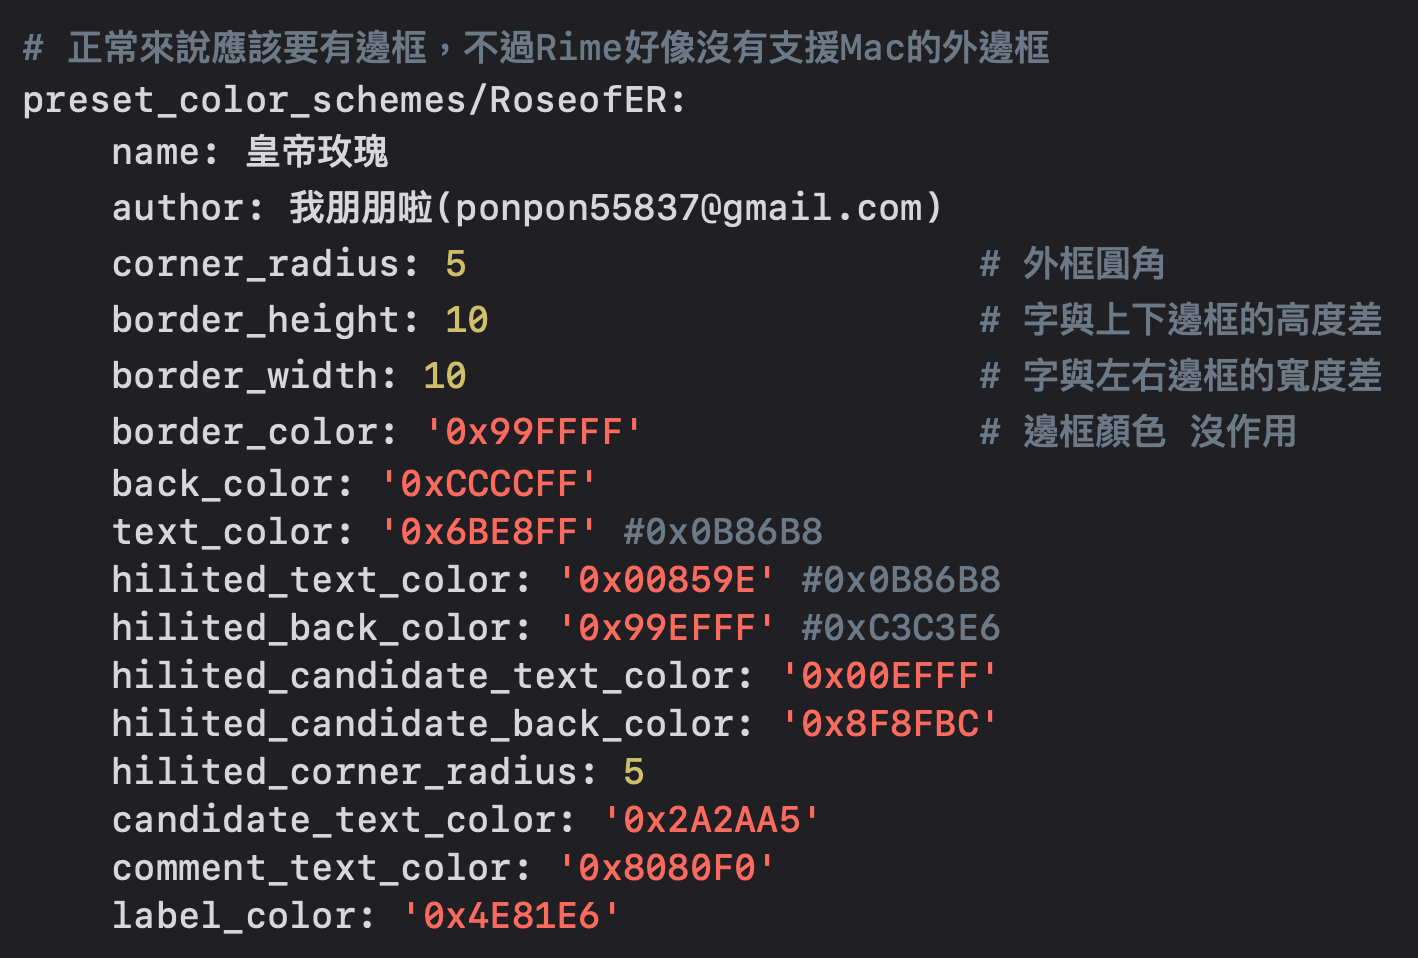 # 正常來說應該要有邊框，不過Rime好像沒有支援Mac的外邊框
preset_color_schemes/RoseofER:
    name: 皇帝玫瑰
    author: 我朋朋啦(ponpon55837@gmail.com)
    corner_radius: 5                       # 外框圓角
    border_height: 10                      # 字與上下邊框的高度差
    border_width: 10                       # 字與左右邊框的寬度差
    border_color: '0x99FFFF'               # 邊框顏色 沒作用
    back_color: '0xCCCCFF'
    text_color: '0x6BE8FF' #0x0B86B8
    hilited_text_color: '0x00859E' #0x0B86B8
    hilited_back_color: '0x99EFFF' #0xC3C3E6
    hilited_candidate_text_color: '0x00EFFF'
    hilited_candidate_back_color: '0x8F8FBC'
    hilited_corner_radius: 5
    candidate_text_color: '0x2A2AA5'
    comment_text_color: '0x8080F0'
    label_color: '0x4E81E6'